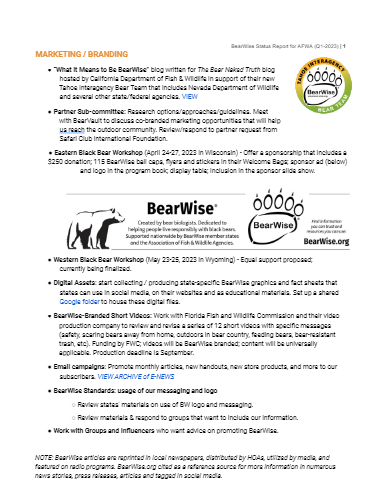 BearWise Status Report for AFWA (Q1-2023) | 1
MARKETING / BRANDING
TAHOE INTERAGENCY
BearWise
BEAR TEAM
● "What it Means to Be BearWise" blog written for The Bear Naked Truth blog
hosted by California Department of Fish & Wildlife in support of their new
Tahoe Interagency Bear Team that includes Nevada Department of Wildlife
and several other state/federal agencies. VIEW
● Partner Sub-committee: Research options/approaches/guidelines. Meet
with BearVault to discuss co-branded marketing opportunities that will help
us reach the outdoor community. Review/respond to partner request from
Safari Club International Foundation.
● Eastern Black Bear Workshop (April 24-27, 2023 in Wisconsin) - Offer a sponsorship that includes a
$250 donation; 115 BearWise ball caps, flyers and stickers in their Welcome Bags; sponsor ad (below)
and logo in the program book; display table; inclusion in the sponsor slide show.
BearWise®
Created by bear biologists. Dedicated to
helping people live responsibly with black bears.
Supported nationwide by BearWise member states
and the Association of Fish & Wildlife Agencies.
BearWise®
Find information
you can trust and
resources you can use
BearWise.org
● Western Black Bear Workshop (May 23-25, 2023 in Wyoming) - Equal support proposed;
currently being finalized.
● Digital Assets: start collecting / producing state-specific BearWise graphics and fact sheets that
states can use in social media, on their websites and as educational materials. Set up a shared
Google folder to house these digital files.
● BearWise-Branded Short Videos: Work with Florida Fish and Wildlife Commission and their video
production company to review and revise a series of 12 short videos with specific messages
(safety, scaring bears away from home, outdoors in bear country, feeding bears, bear-resistant
trash, etc). Funding by FWC; videos will be BearWise branded; content will be universally
applicable. Production deadline is September.
● Email campaigns: Promote monthly articles, new handouts, new store products, and more to our
subscribers. VIEW ARCHIVE of E-NEWS
● BearWise Standards: usage of our messaging and logo
○ Review states' materials on use of BW logo and messaging.
○ Review materials & respond to groups that want to include our information.
● Work with Groups and Influencers who want advice on promoting BearWise.
NOTE: BearWise articles are reprinted in local newspapers, distributed by HOAs, utilized by media, and
featured on radio programs. BearWise.org cited as a reference source for more information in numerous
news stories, press releases, articles and tagged in social media.